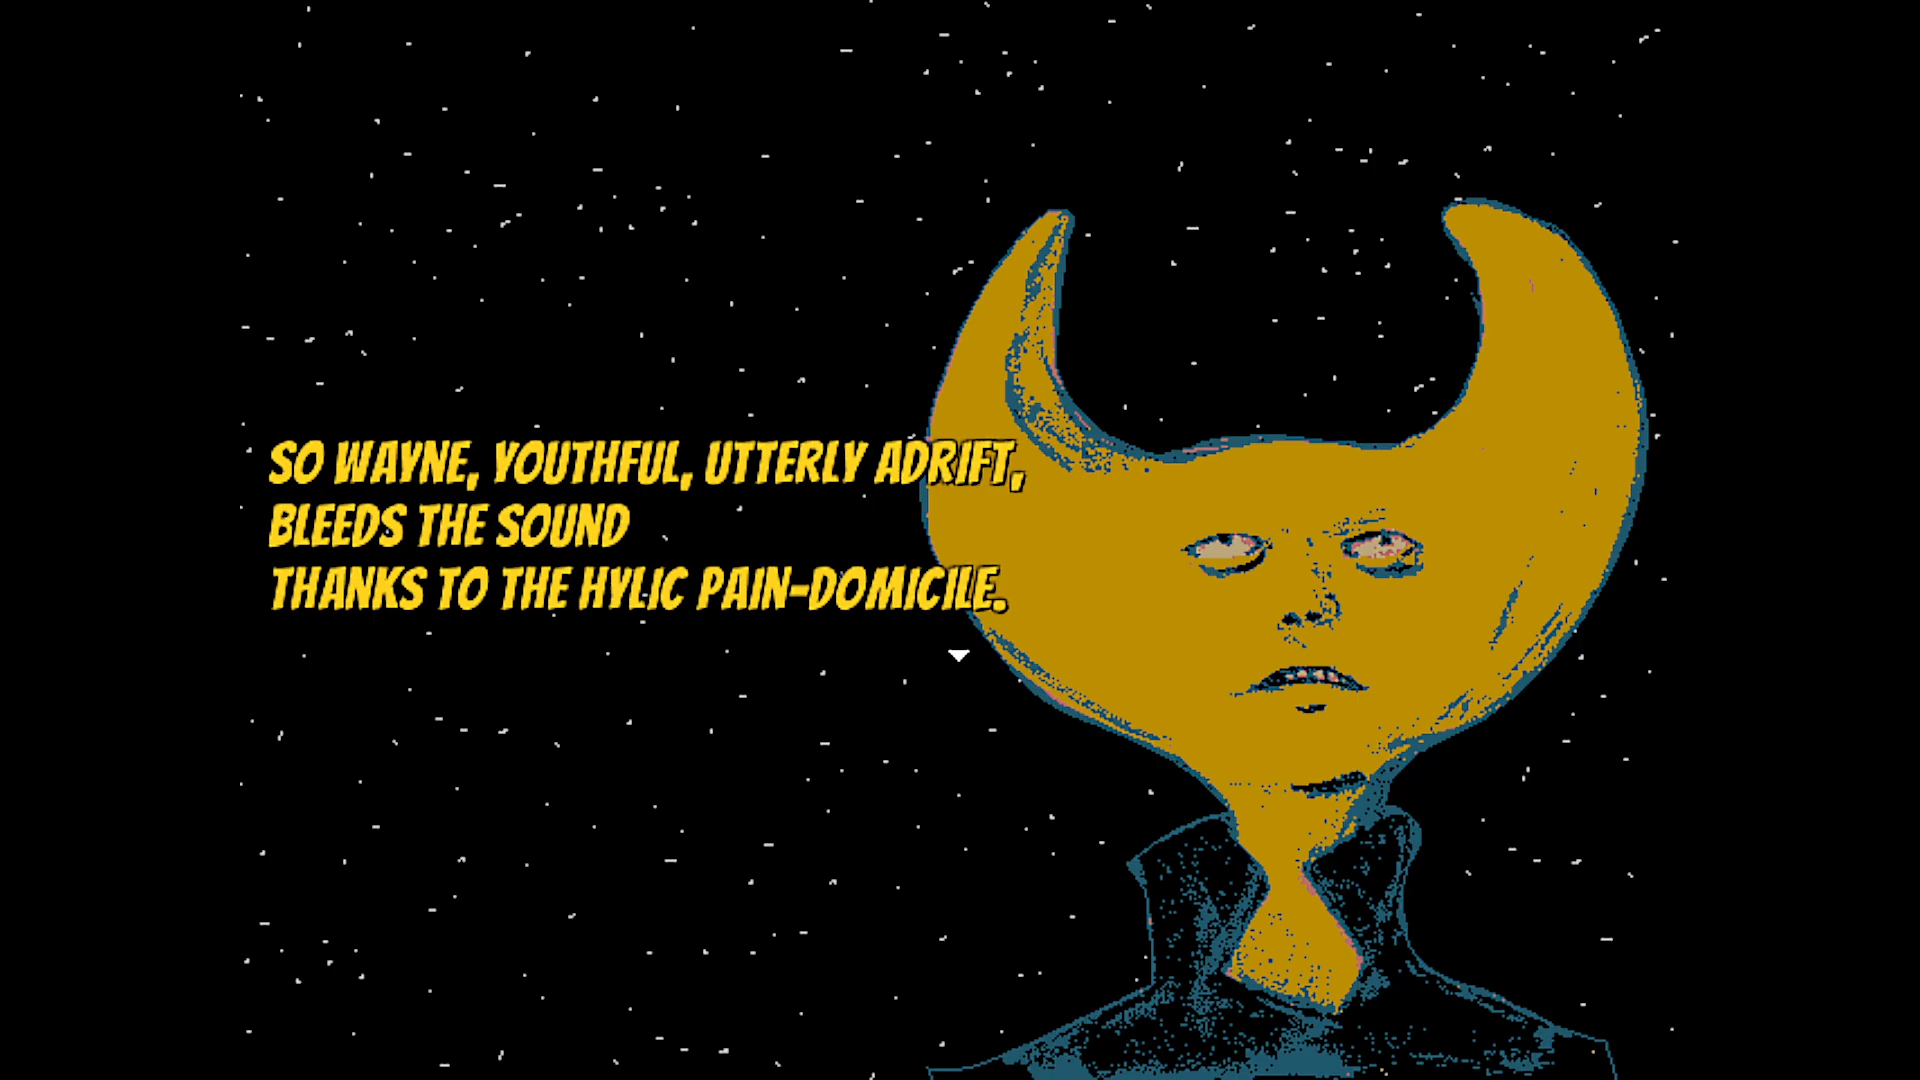 SO WAYNE, YOUTHFUL, UTTERLY ADRIFT,
BLEEDS THE SOUND
THANKS TO THE HYLIC PAIN-DOMICILE.